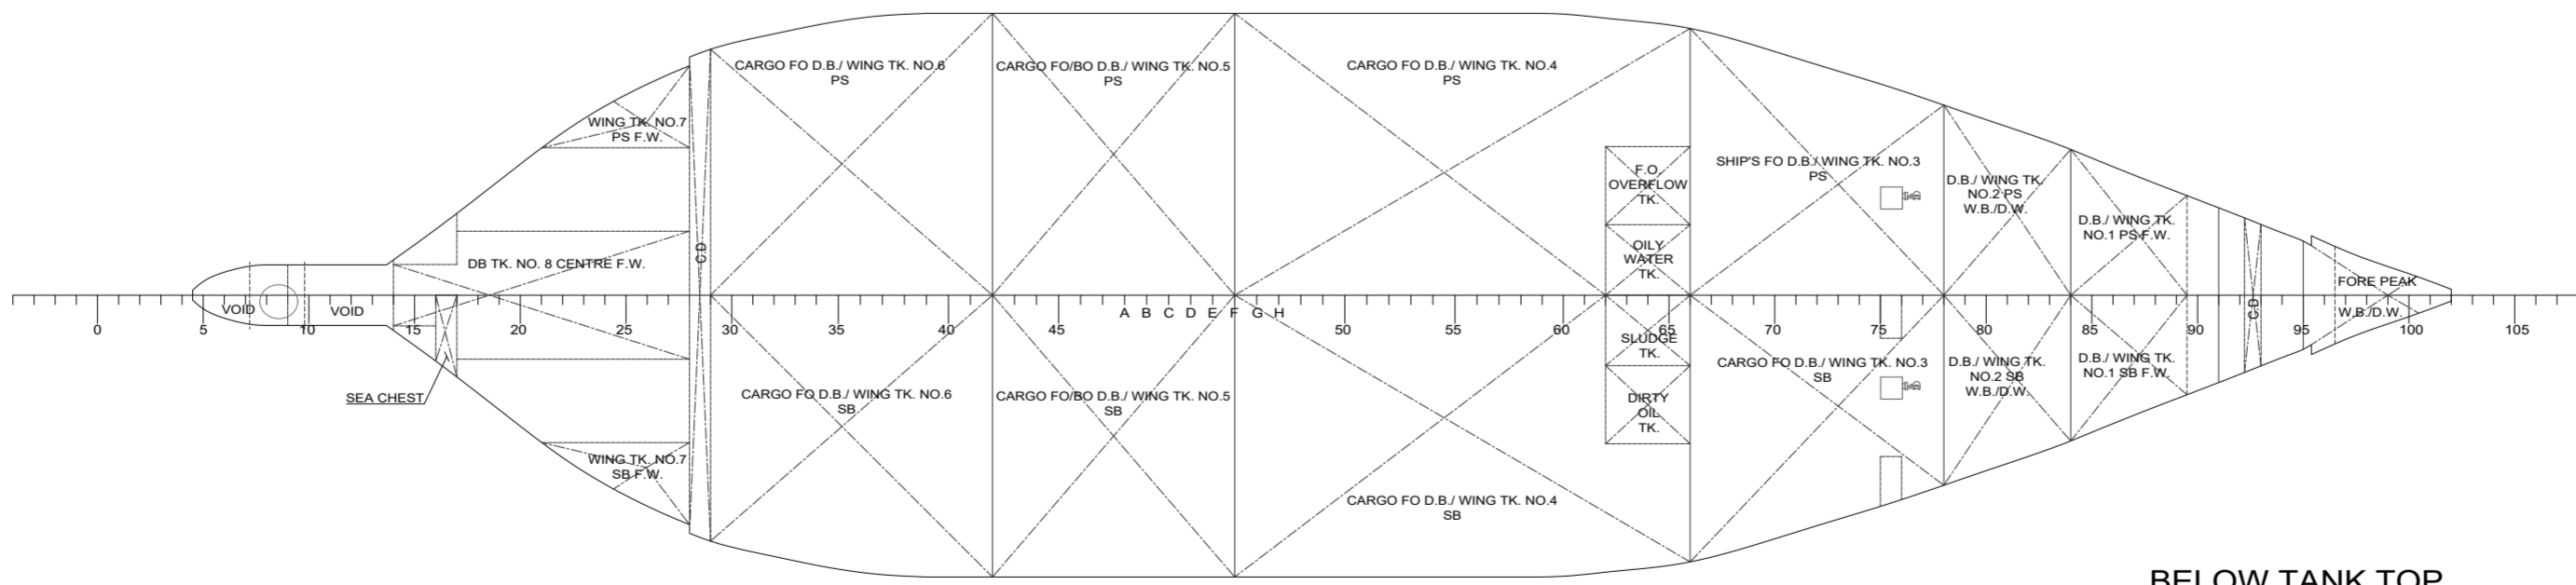 CARGO FO D.B./ WING TK. NO.6
PS
CARGO FO/BO D.B./ WING TK. NO.5
PS
CARGO FO D.B./ WING TK. NO.4
PS
WING TK. NO.7
PS F.W.
SHIP'S FO D.B./ WING TK. NO.3
PS
F.O.
OVERFLOW
TK.
D.B./ WING TK.
NO.2 PS
W.B./D.W.
D.B./ WING TK.
NO.1 PS F.W.
OILY
WATER
TK.
C.D
DB TK. NO. 8 CENTRE F.W.
FORE PEAK
W.B./D.W.
C.D
VOID
VOID
A B C D E F G H
0 5 10 15 20 25 30 35 40 45 50 55 60 65 70 75 80 85 90 95 100 105
SLUDGE
TK.
CARGO FO D.B./ WING TK. NO.3
SB
D.B./ WING TK.
NO.2 SB
W.B./D.W.
D.B./ WING TK.
NO.1 SB F.W.
SEA CHEST
CARGO FO D.B./ WING TK. NO.6
SB
CARGO FO/BO D.B./ WING TK. NO.5
SB
DIRTY
OIL
TK.
WING TK. NO.7
SB F.W.
CARGO FO D.B./ WING TK. NO.4
SB
BELOW TANK TOP